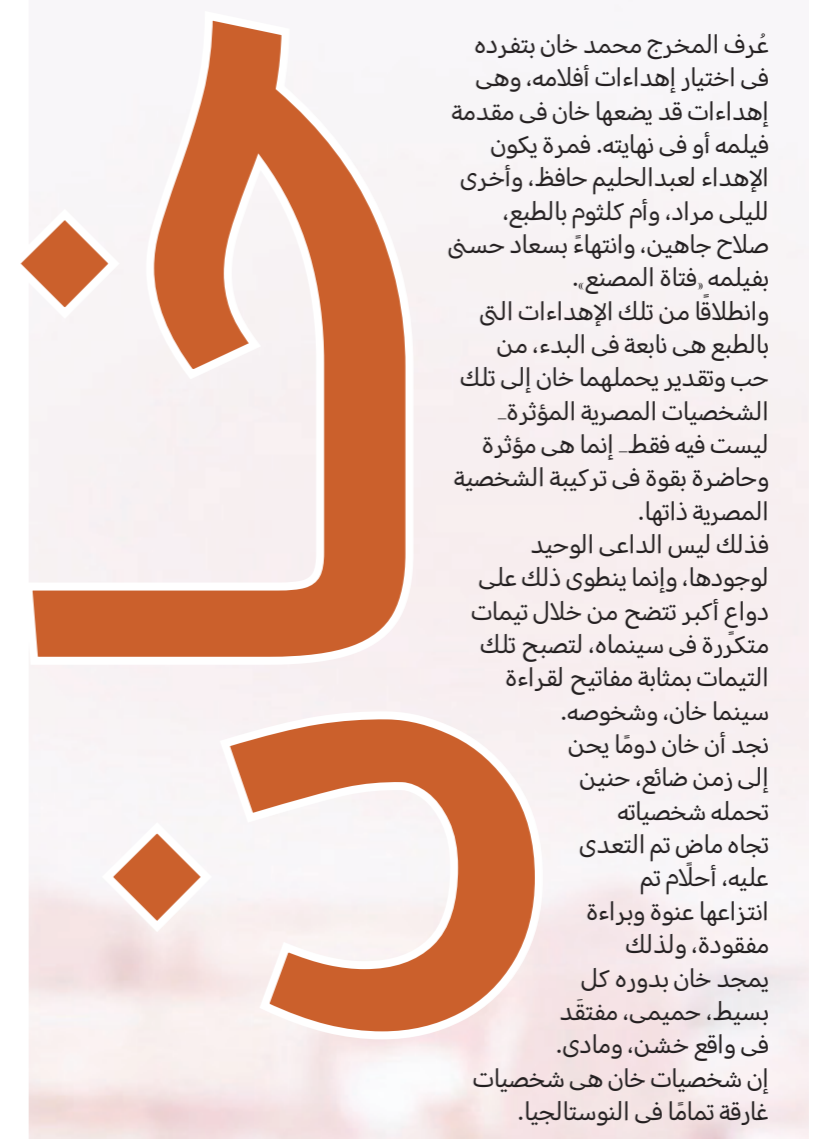 عُرف المخرج محمد خان بتفرده
فى اختيار إهداءات أفلامه، وهى
إهداءات قد يضعها خان فى مقدمة
فيلمه أو فى نهايته. فمرة يكون
الإهداء لعبدالحليم حافظ، وأخرى
لليلى مراد، وأم كلثوم بالطبع،
صلاح جاهين، وانتهاءً بسعاد حسنى
بفيلمه «فتاة المصنع».
وانطلاقًا من تلك الإهداءات التى
بالطبع هى نابعة فى البدء، من
حب وتقدير يحملهما خان إلى تلك
الشخصيات المصرية المؤثرة_
ليست فيه فقط_ إنما هى مؤثرة
وحاضرة بقوة فى تركيبة الشخصية
المصرية ذاتها.
فذلك ليس الداعى الوحيد
لوجودها، وإنما ينطوى ذلك على
دواعٍ أكبر تتضح من خلال تيمات
متكررة فى سينماه، لتصبح تلك
التيمات بمثابة مفاتيح لقراءة
سينما خان، وشخوصه.
نجد أن خان دومًا يحن
إلى زمن ضائع، حنين
تحمله شخصياته
تجاه ماضٍ تم التعدى
عليه، أحلًام تم
انتزاعها عنوة وبراءة
مفقودة، ولذلك
يمجد خان بدوره كل
بسيط، حميمى، مفتقَد
فى واقع خشن، ومادى.
إن شخصيات خان هى شخصيات
غارقة تمامًا فى النوستالجيا.